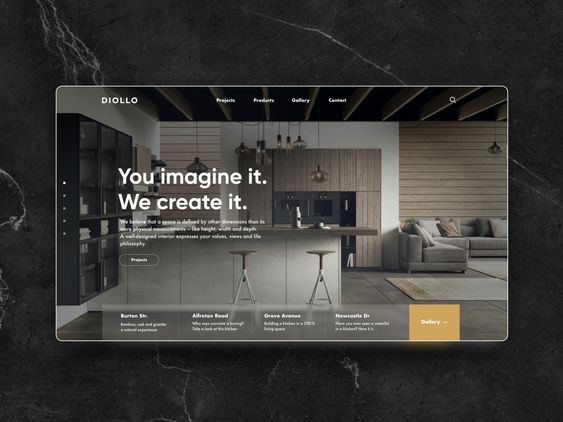 DIOLLO
Projects Products Gallery Contact
You imagine it.
We create it.
We believe that a space is defined by other dimensions than its
mere physical measurements – like height, width and depth.
A well-designed interior expresses your values, views and life
philosophy.
Projects
Burton Str.
Bamboo, oak and granite:
a natural experience
Alfreton Road
Who says concrete is boring?
Take a look at this kitchen
Grove Avenue
Building a kitchen in a 200 ft
living space
Newcastle Dr
Have you ever seen a waterfal
in a kitchen? Here it is
Gallery →